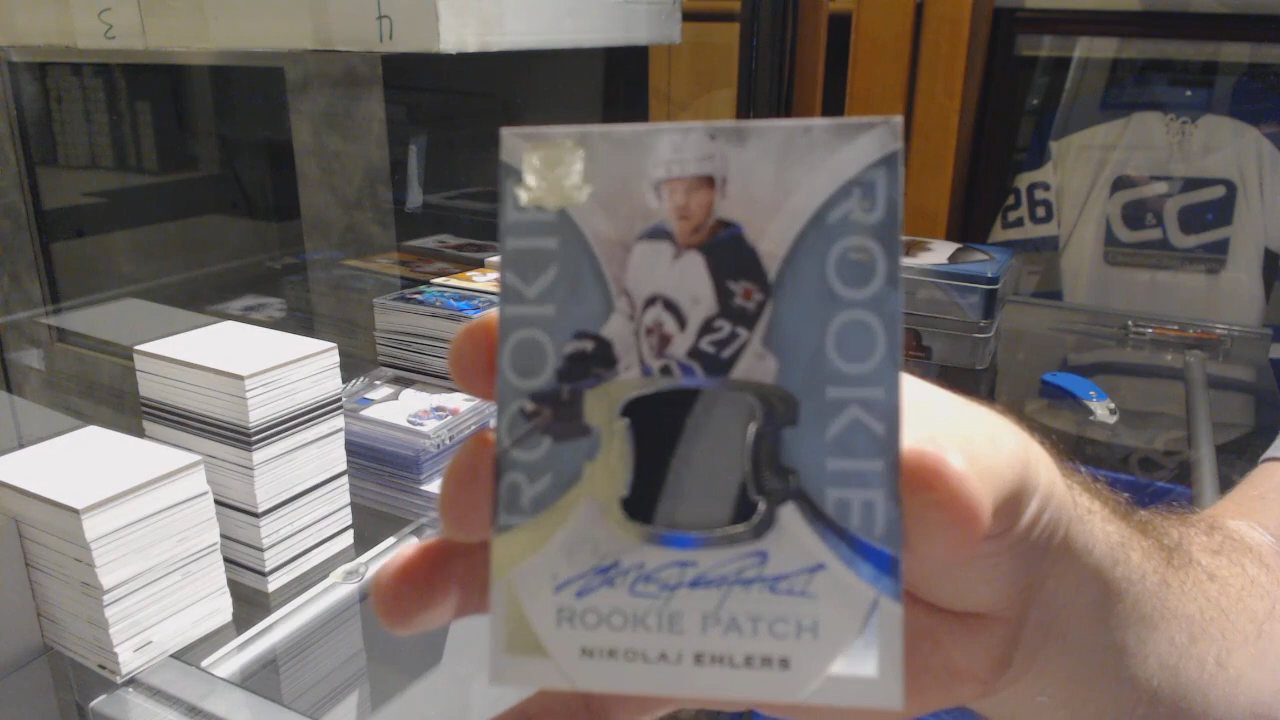 3
4
26
C&C
ROOKIE
ROOKIE
27
ROOKIE PATCH
NIKOLAJ EHLERS